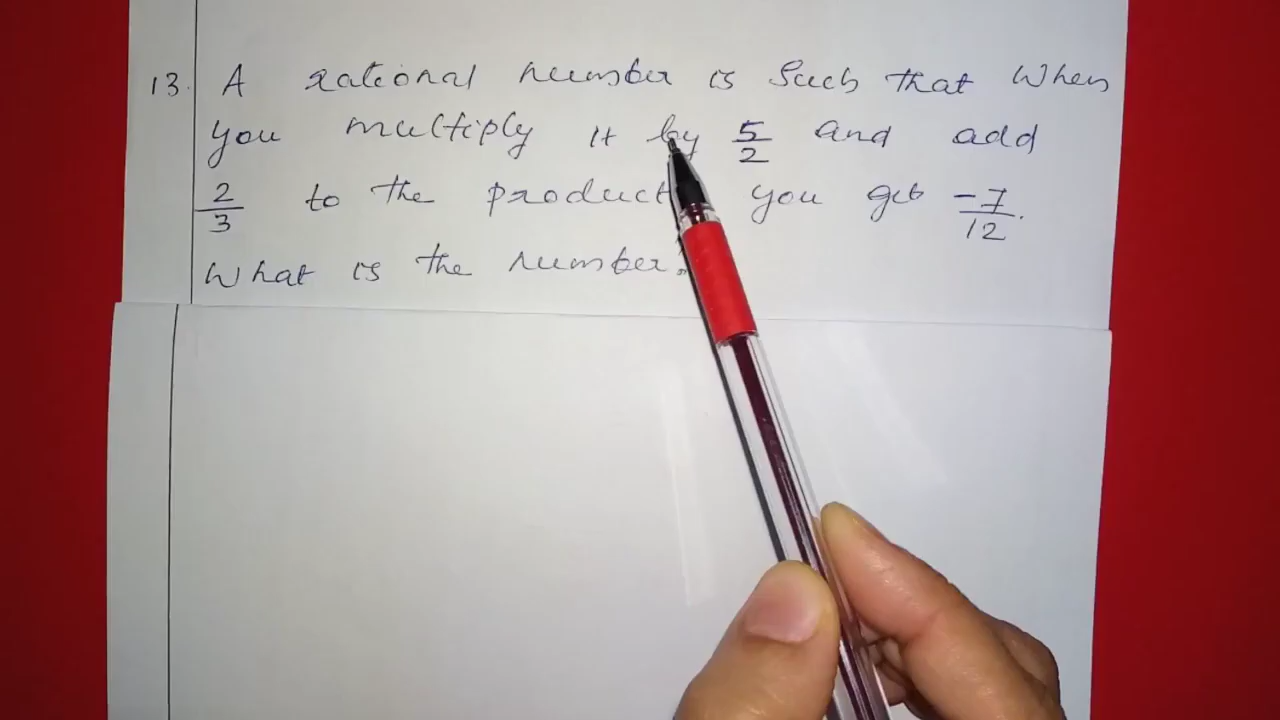 13. A rational number is such that when
you multiply it by 5/2 and add
2/3 to the product you get -7/12.
What is the number.